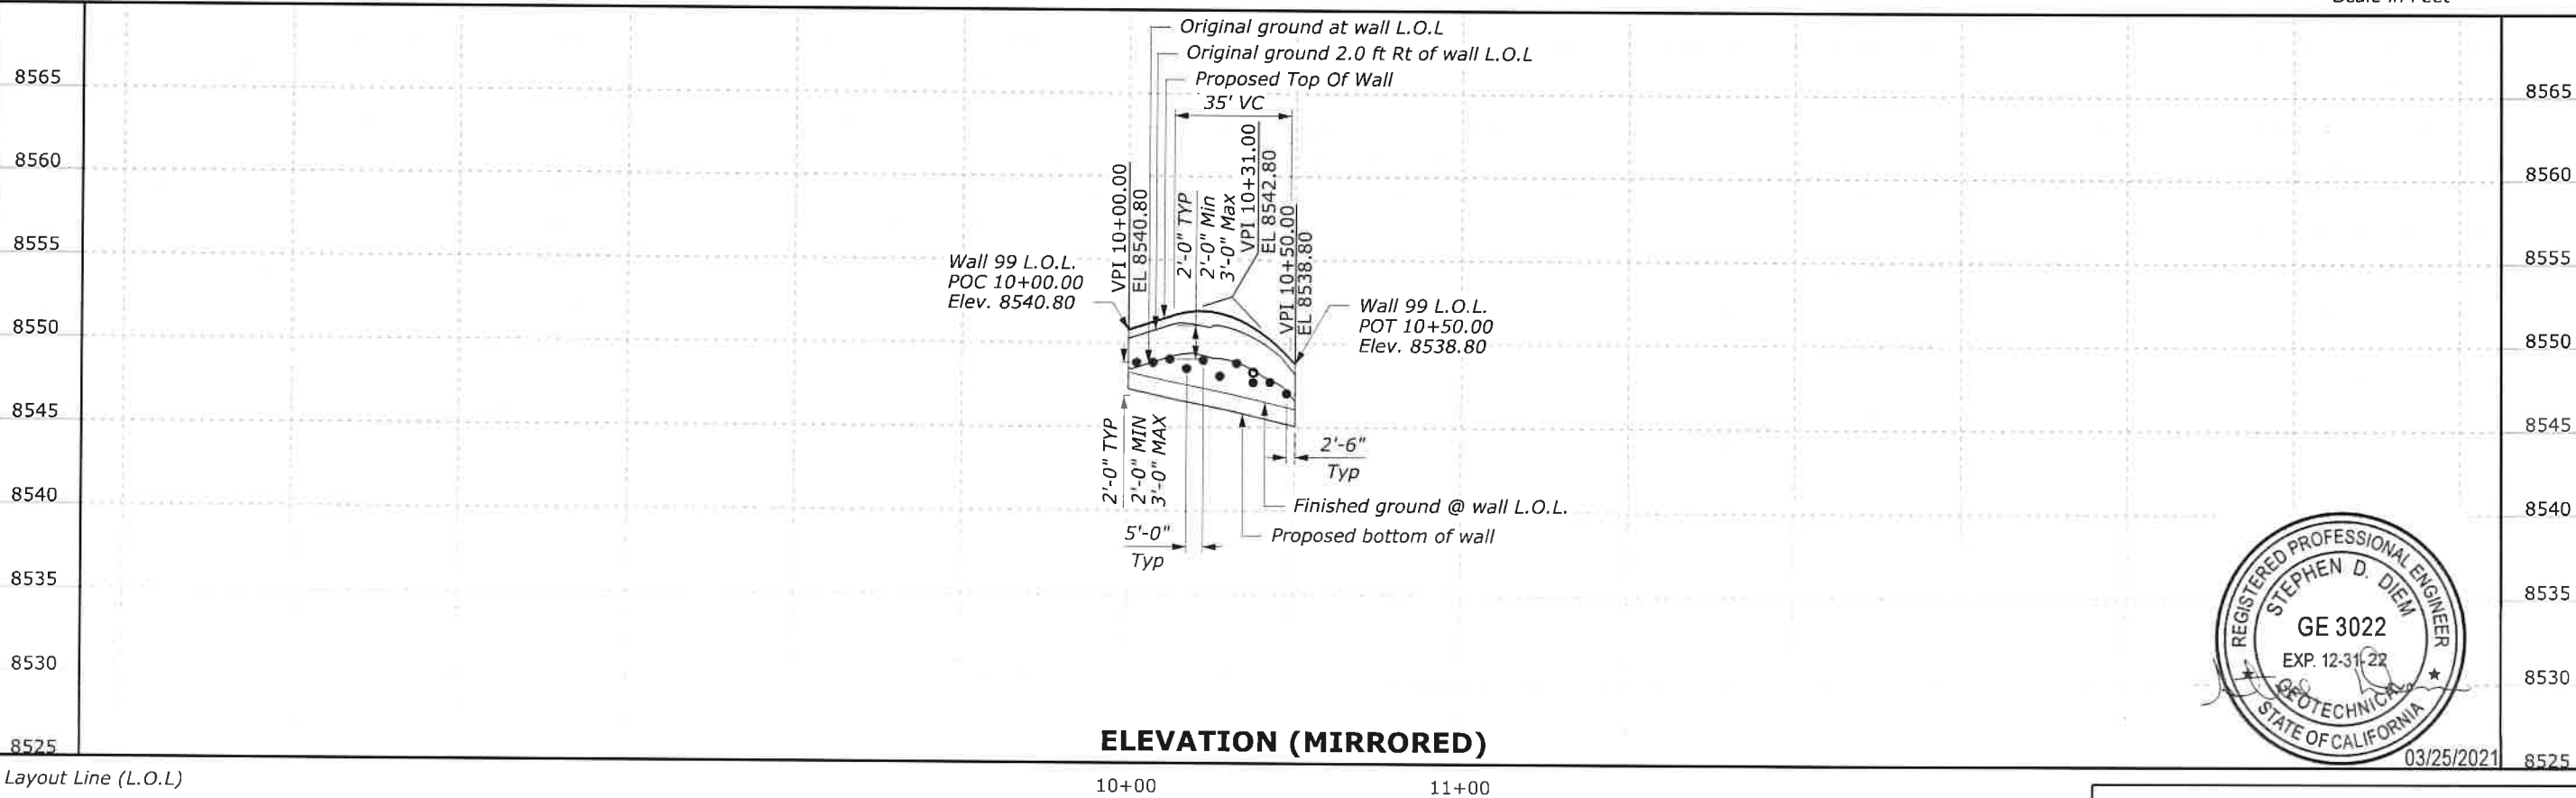 Original ground at wall L.O.L
Original ground 2.0 ft Rt of wall L.O.L
Proposed Top Of Wall
35' VC
8565
8560
8555
8550
8545
8540
8535
8530
8525
VPI 10+00.00
EL 8540.80
2'-0" TYP
2'-0" Min
3'-0" Max
VPI 10+31.00
EL 8542.80
VPI 10+50.00
EL 8538.80
Wall 99 L.O.L.
POC 10+00.00
Elev. 8540.80
Wall 99 L.O.L.
POT 10+50.00
Elev. 8538.80
2'-0" TYP
2'-0" MIN
3'-0" MAX
2'-6"
Typ
Finished ground @ wall L.O.L.
Proposed bottom of wall
5'-0"
Typ
8565
8560
8555
8550
8545
8540
8535
8530
8525
REGISTERED PROFESSIONAL ENGINEER
STEPHEN D. DIEM
GE 3022
EXP. 12-31-22
GEOTECHNICAL
STATE OF CALIFORNIA
03/25/2021
ELEVATION (MIRRORED)
Layout Line (L.O.L)
10+00
11+00